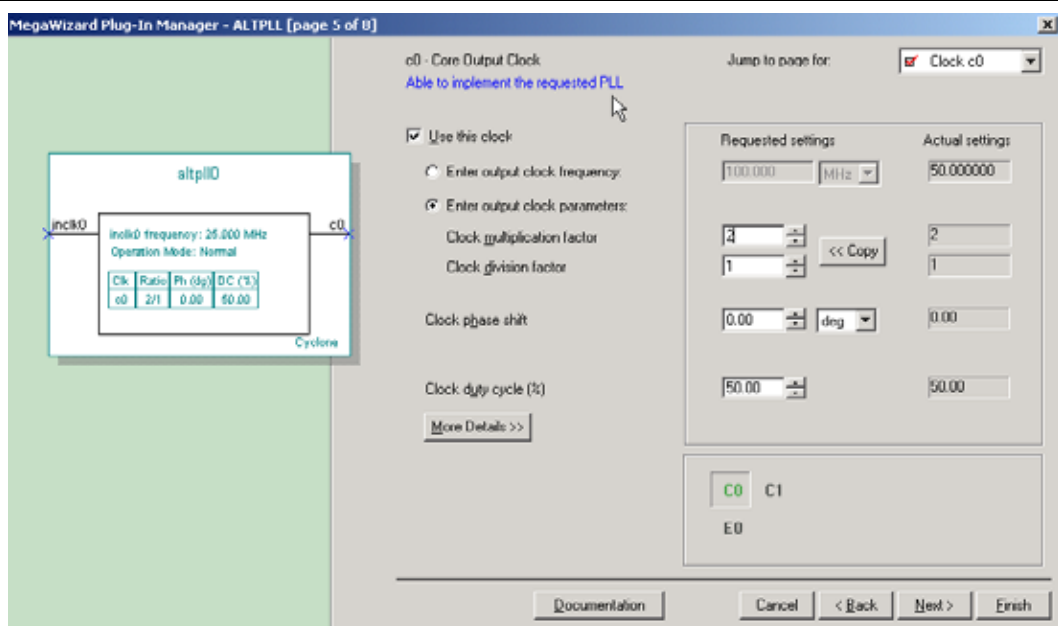 MegaWizard Plug-In Manager - ALTPLL [page 5 of 8]
c0 - Core Output Clock
Able to implement the requested PLL
Jump to page for:
Clock c0
Use this clock
Requested settings
Actual settings
Enter output clock frequency:
100.000
MHz
50.000000
Enter output clock parameters:
Clock multiplication factor
2
<< Copy
2
Clock division factor
1
1
Clock phase shift
0.00
deg
0.00
Clock duty cycle (%)
50.00
50.00
More Details >>
altpll0
inclk0
c0
inclk0 frequency: 25.000 MHz
Operation Mode: Normal
Clk Ratio Ph (dg) DC (%)
c0 2/1 0.00 50.00
Cyclone
C0 C1
E0
Documentation
Cancel
< Back
Next >
Finish